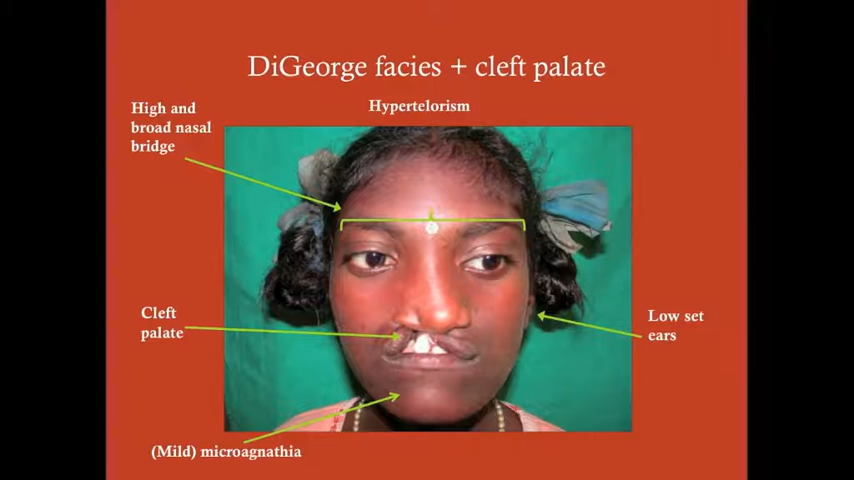 DiGeorge facies + cleft palate
High and
broad nasal
bridge
Hypertelorism
Cleft
palate
Low set
ears
(Mild) microagnathia